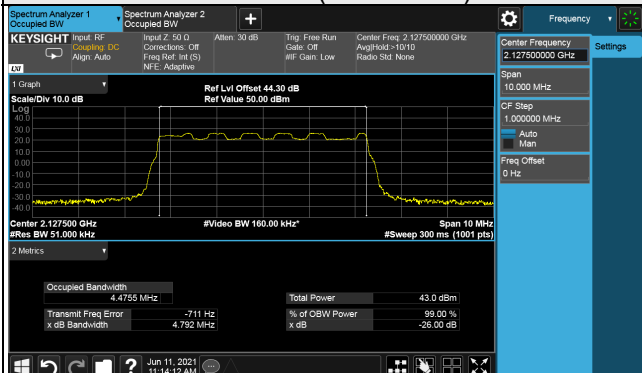 Spectrum Analyzer 1
Occupied BW
Spectrum Analyzer 2
Occupied BW
+
Frequency
KEYSIGHT
Input: RF
Coupling: DC
Align: Auto
Input Z: 50 Ω
Corrections: Off
Freq Ref: Int (S)
NFE: Adaptive
Atten: 30 dB
Trig: Free Run
Gate: Off
#IF Gain: Low
Center Freq: 2.127500000 GHz
Avg|Hold:>10/10
Radio Std: None
LXI
Center Frequency
2.127500000 GHz
Settings
Span
10.000 MHz
CF Step
1.000000 MHz
Auto
Man
Freq Offset
0 Hz
1 Graph
Scale/Div 10.0 dB
Ref Lvl Offset 44.30 dB
Ref Value 50.00 dBm
Log
40.0
30.0
20.0
10.0
0.00
-10.0
-20.0
-30.0
-40.0
Center 2.127500 GHz
#Res BW 51.000 kHz
#Video BW 160.00 kHz*
Span 10 MHz
#Sweep 300 ms (1001 pts)
2 Metrics
Occupied Bandwidth
4.4755 MHz
Total Power 43.0 dBm
Transmit Freq Error -711 Hz
% of OBW Power 99.00 %
x dB Bandwidth 4.792 MHz
x dB -26.00 dB
?
Jun 11, 2021
11:14:12 AM